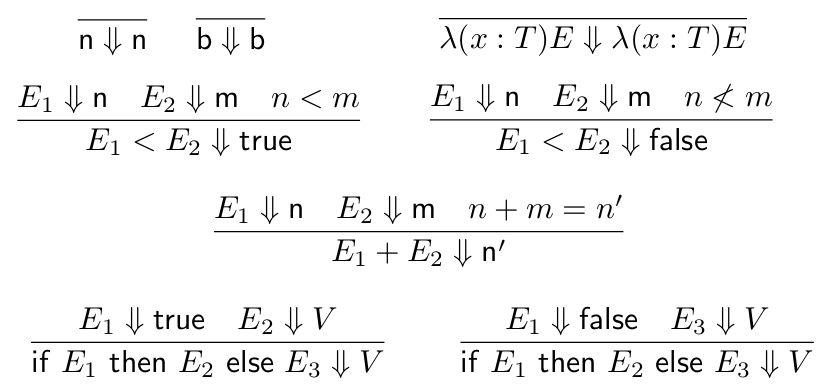 n ⇓ n b ⇓ b λ(x : T)E ⇓ λ(x : T)E
E₁ ⇓ n E₂ ⇓ m n < m E₁ ⇓ n E₂ ⇓ m n ≮ m
E₁ < E₂ ⇓ true E₁ < E₂ ⇓ false
E₁ ⇓ n E₂ ⇓ m n + m = n′
E₁ + E₂ ⇓ n′
E₁ ⇓ true E₂ ⇓ V E₁ ⇓ false E₃ ⇓ V
if E₁ then E₂ else E₃ ⇓ V if E₁ then E₂ else E₃ ⇓ V